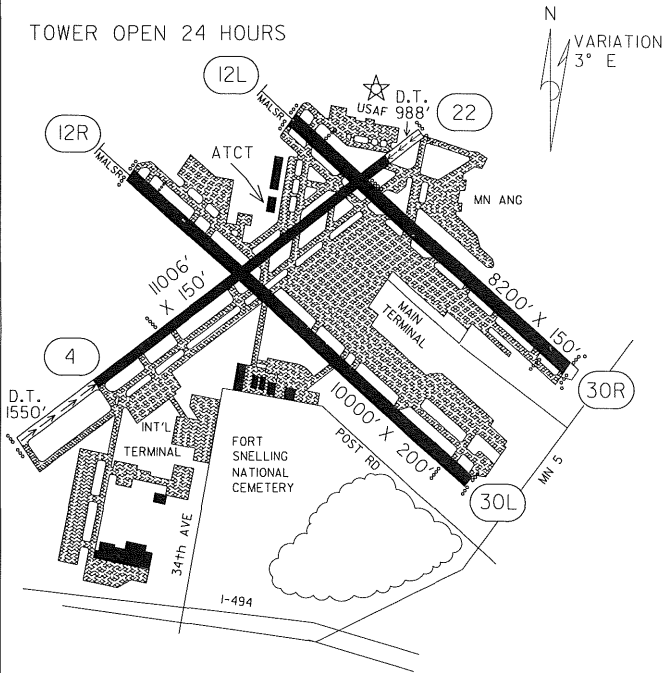 TOWER OPEN 24 HOURS
N
VARIATION
3° E
12L
MALSR
USAF
D.T.
988'
22
12R
MALSR
ATCT
MN ANG
11006'
X 150'
8200' X 150'
MAIN
TERMINAL
4
D.T.
1550'
30R
10000' X 200'
INT'L
TERMINAL
FORT
SNELLING
NATIONAL
CEMETERY
POST RD
MN 5
30L
34th AVE
I-494